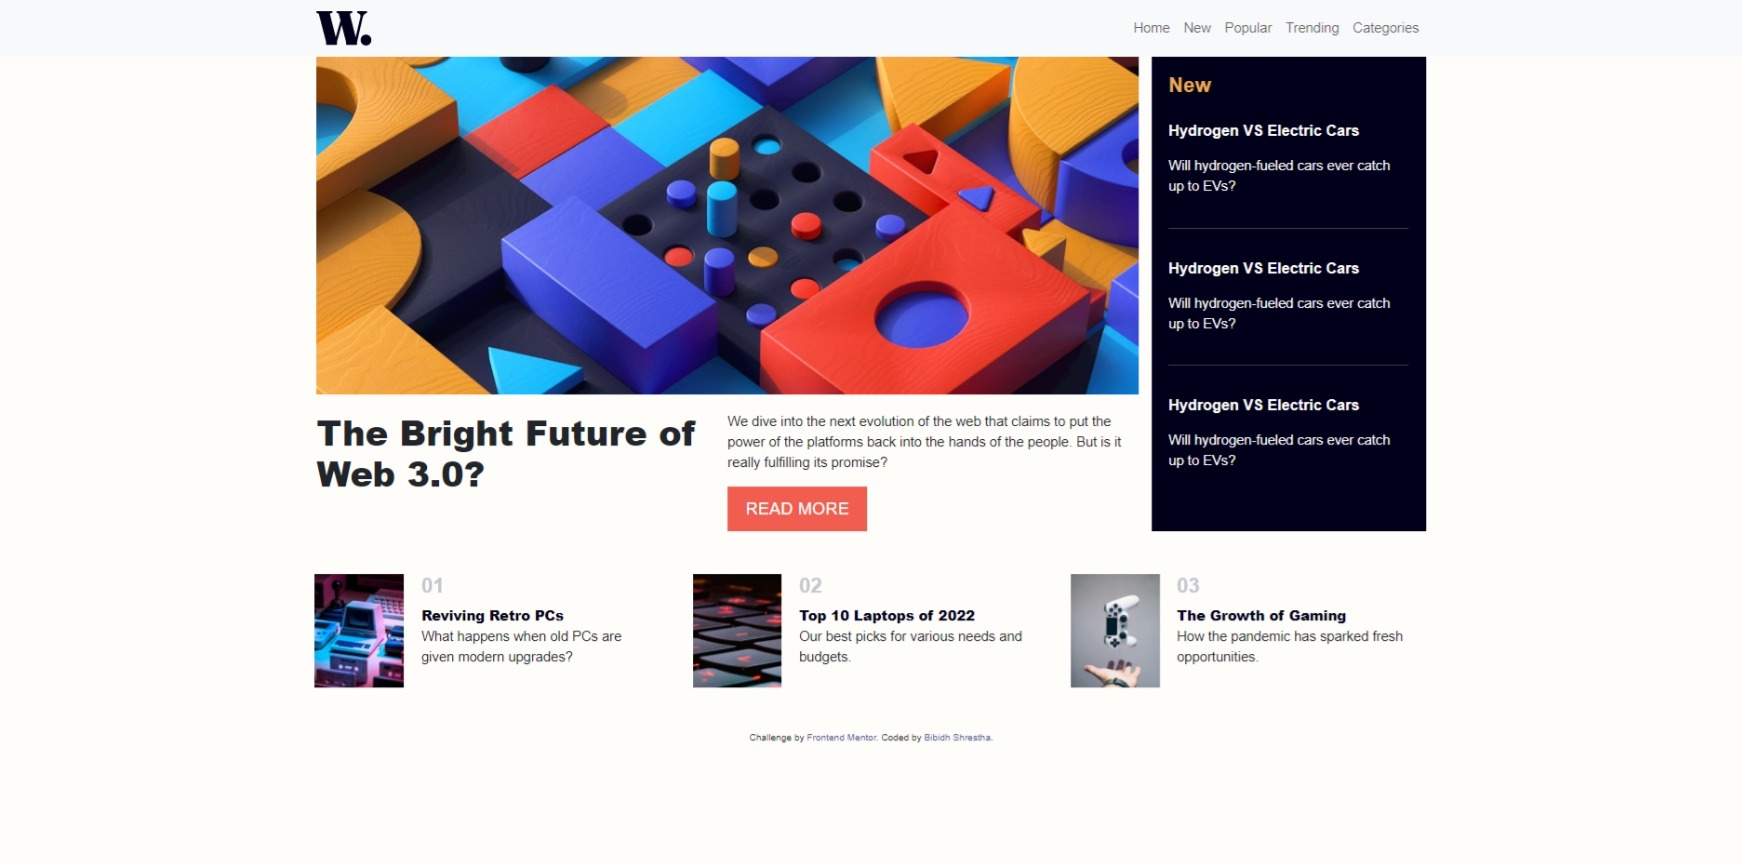 W.
Home New Popular Trending Categories
New
Hydrogen VS Electric Cars
Will hydrogen-fueled cars ever catch
up to EVs?
Hydrogen VS Electric Cars
Will hydrogen-fueled cars ever catch
up to EVs?
Hydrogen VS Electric Cars
Will hydrogen-fueled cars ever catch
up to EVs?
The Bright Future of
Web 3.0?
We dive into the next evolution of the web that claims to put the
power of the platforms back into the hands of the people. But is it
really fulfilling its promise?
READ MORE
01
Reviving Retro PCs
What happens when old PCs are
given modern upgrades?
02
Top 10 Laptops of 2022
Our best picks for various needs and
budgets.
03
The Growth of Gaming
How the pandemic has sparked fresh
opportunities.
Challenge by Frontend Mentor. Coded by Bibidh Shrestha.